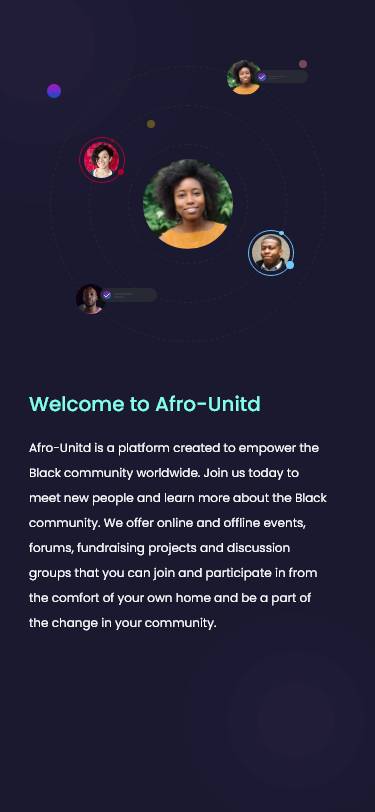 Welcome to Afro-Unitd
Afro-Unitd is a platform created to empower the
Black community worldwide. Join us today to
meet new people and learn more about the Black
community. We offer online and offline events,
forums, fundraising projects and discussion
groups that you can join and participate in from
the comfort of your own home and be a part of
the change in your community.